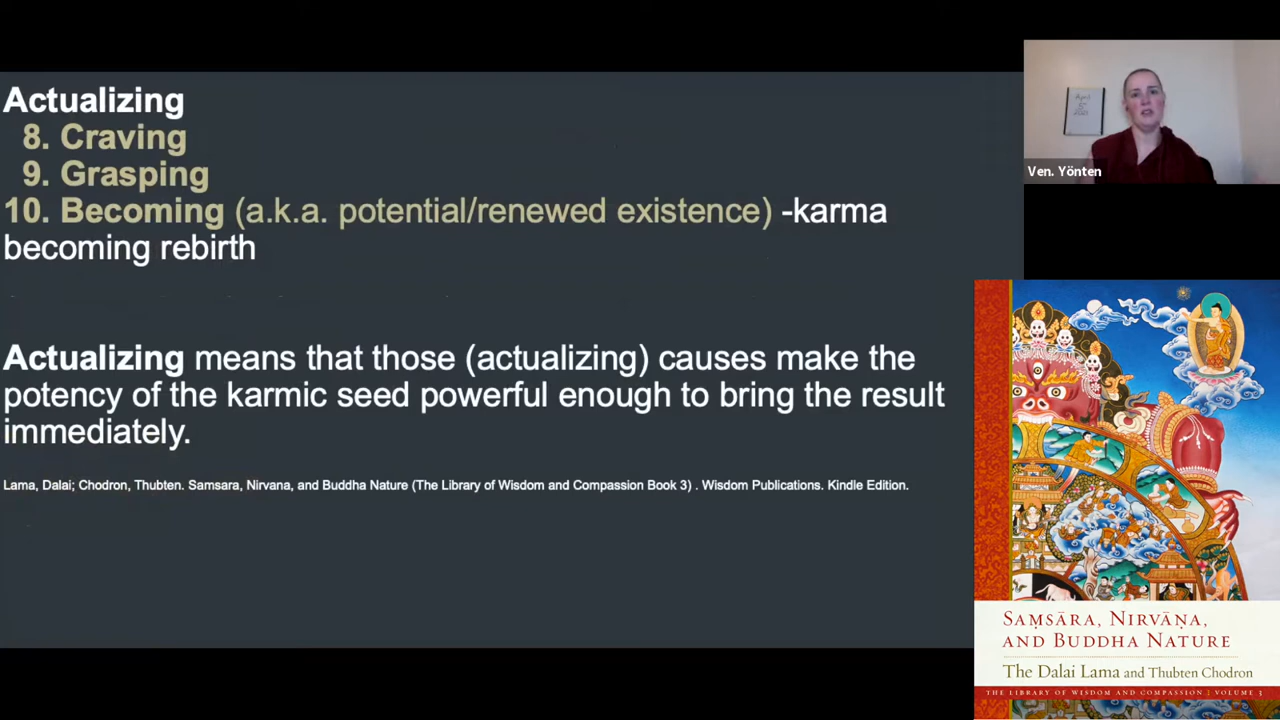 Actualizing
8. Craving
9. Grasping
10. Becoming (a.k.a. potential/renewed existence) -karma
becoming rebirth
Actualizing means that those (actualizing) causes make the
potency of the karmic seed powerful enough to bring the result
immediately.
Lama, Dalai; Chodron, Thubten. Samsara, Nirvana, and Buddha Nature (The Library of Wisdom and Compassion Book 3) . Wisdom Publications. Kindle Edition.
April
5
Ven. Yönten
Saṃsāra, Nirvāṇa,
and Buddha Nature
The Dalai Lama and Thubten Chodron
THE LIBRARY OF WISDOM AND COMPASSION | VOLUME 3